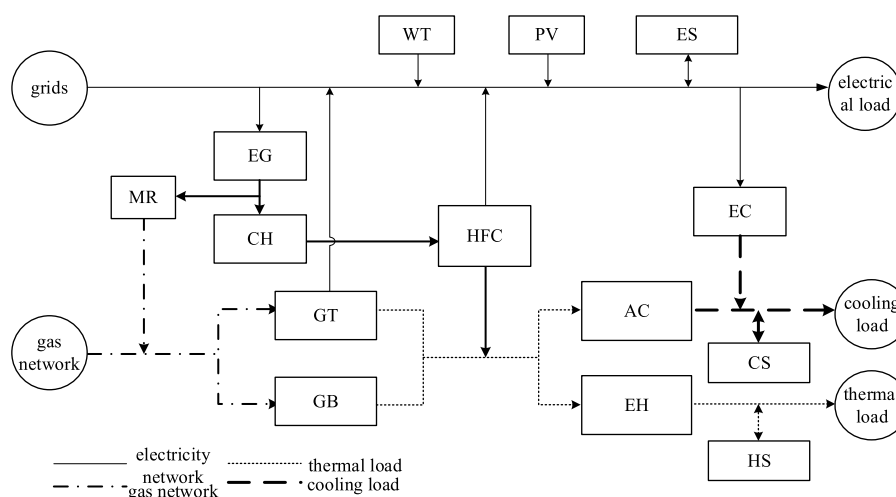 WT
PV
ES
grids
electric
al load
EG
MR
EC
CH
HFC
GT
AC
cooling
load
gas
network
CS
GB
EH
therma
load
HS
electricity
network
thermal load
gas network
cooling load